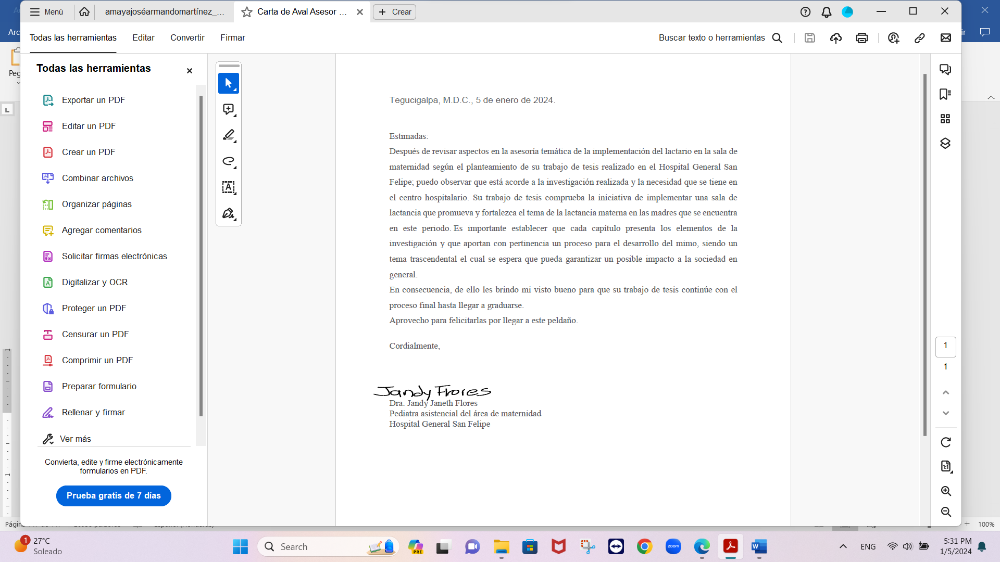 Menú
amayajoséarmandomartínez_...
Carta de Aval Asesor ...
Crear
Todas las herramientas
Editar
Convertir
Firmar
Buscar texto o herramientas
Todas las herramientas
Exportar un PDF
Editar un PDF
Crear un PDF
Combinar archivos
Organizar páginas
Agregar comentarios
Solicitar firmas electrónicas
Digitalizar y OCR
Proteger un PDF
Censurar un PDF
Comprimir un PDF
Preparar formulario
Rellenar y firmar
Ver más
Convierta, edite y firme electrónicamente
formularios en PDF.
Prueba gratis de 7 días
Tegucigalpa, M.D.C., 5 de enero de 2024.
Estimadas:
Después de revisar aspectos en la asesoría temática de la implementación del lactario en la sala de
maternidad según el planteamiento de su trabajo de tesis realizado en el Hospital General San
Felipe; puedo observar que está acorde a la investigación realizada y la necesidad que se tiene en
el centro hospitalario. Su trabajo de tesis comprueba la iniciativa de implementar una sala de
lactancia que promueva y fortalezca el tema de la lactancia materna en las madres que se encuentra
en este periodo. Es importante establecer que cada capítulo presenta los elementos de la
investigación y que aportan con pertinencia un proceso para el desarrollo del mimo, siendo un
tema trascendental el cual se espera que pueda garantizar un posible impacto a la sociedad en
general.
En consecuencia, de ello les brindo mi visto bueno para que su trabajo de tesis continúe con el
proceso final hasta llegar a graduarse.
Aprovecho para felicitarlas por llegar a este peldaño.
Cordialmente,
Jandy Flores
Dra. Jandy Janeth Flores
Pediatra asistencial del área de maternidad
Hospital General San Felipe
1
1
1:1
100%
1
27°C
Soleado
Search
PRE
zoom
W
ENG
5:31 PM
1/5/2024